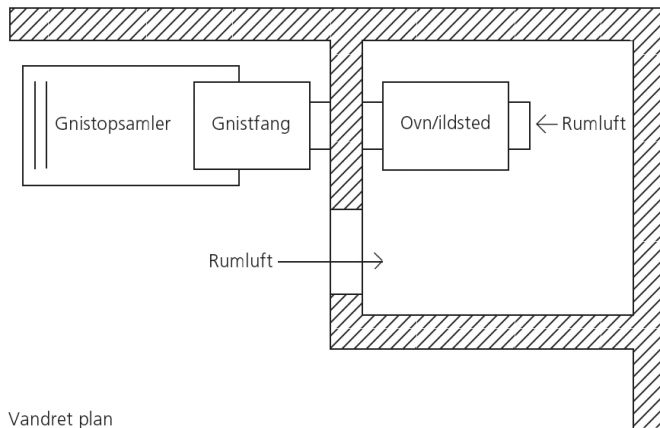 Gnistopsamler
Gnistfang
Ovn/ildsted
Rumluft
Rumluft
Vandret plan